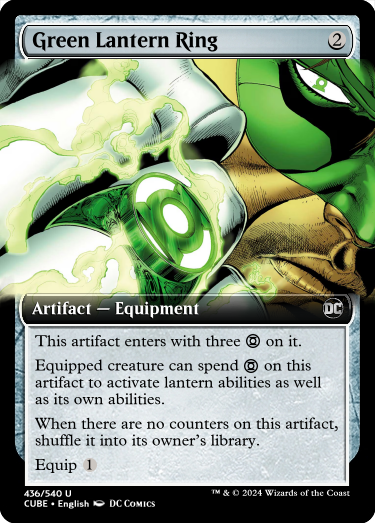 Green Lantern Ring 2
Artifact — Equipment
DC
This artifact enters with three on it.
Equipped creature can spend on this
artifact to activate lantern abilities as well
as its own abilities.
When there are no counters on this artifact,
shuffle it into its owner's library.
Equip 1
436/540 U
CUBE • English DC Comics
™ & © 2024 Wizards of the Coast